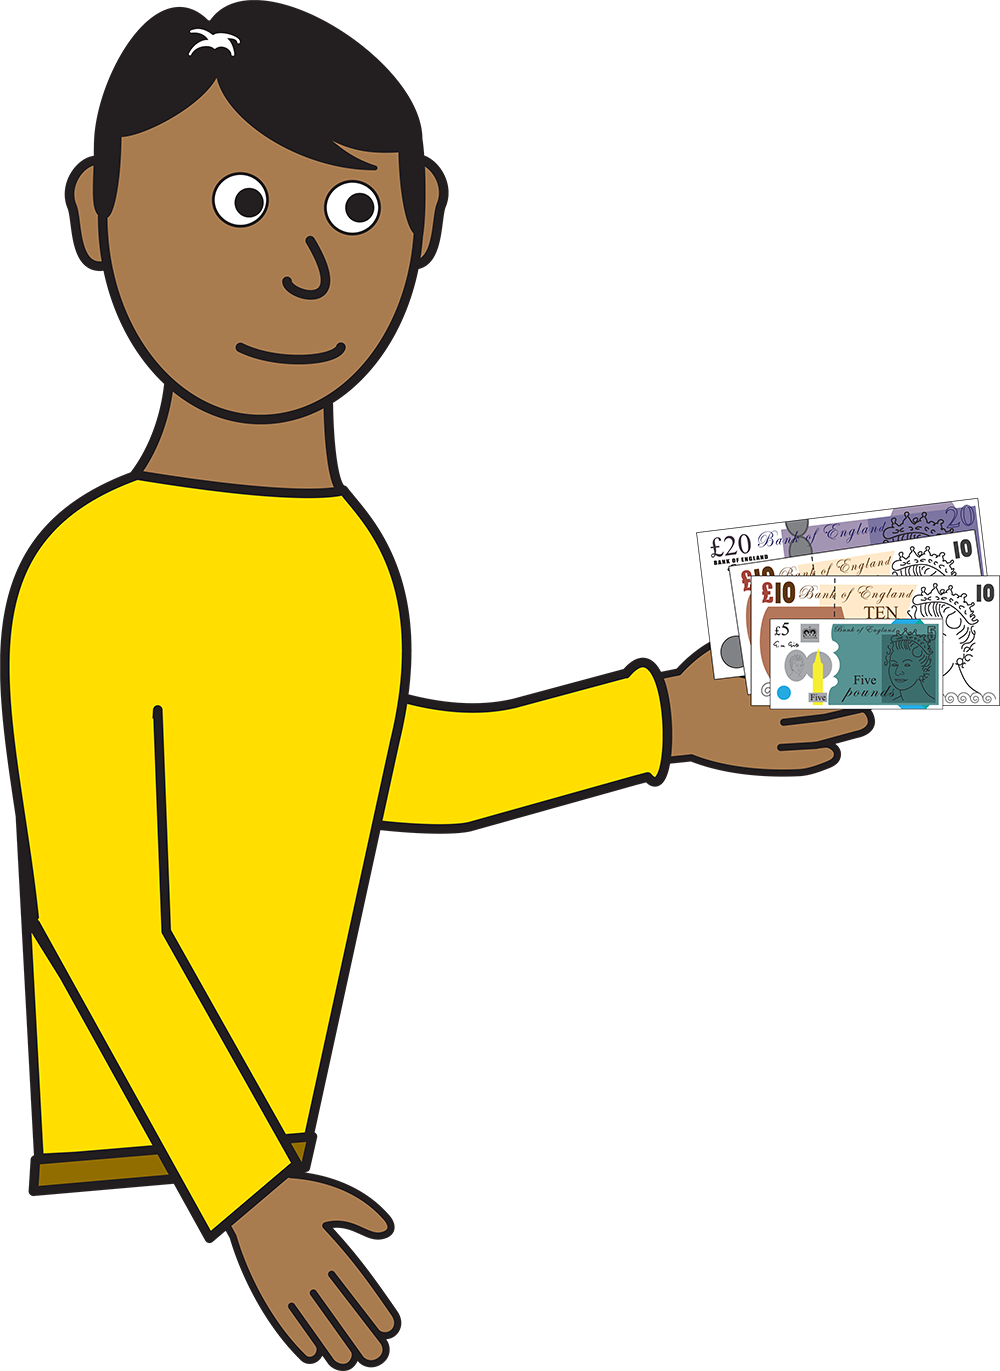 £20 Bank of England 20
BANK OF ENGLAND
£10 Bank of England 10
£10 Bank of England 10
TEN
£5 Bank of England 5
Five
pounds
Five